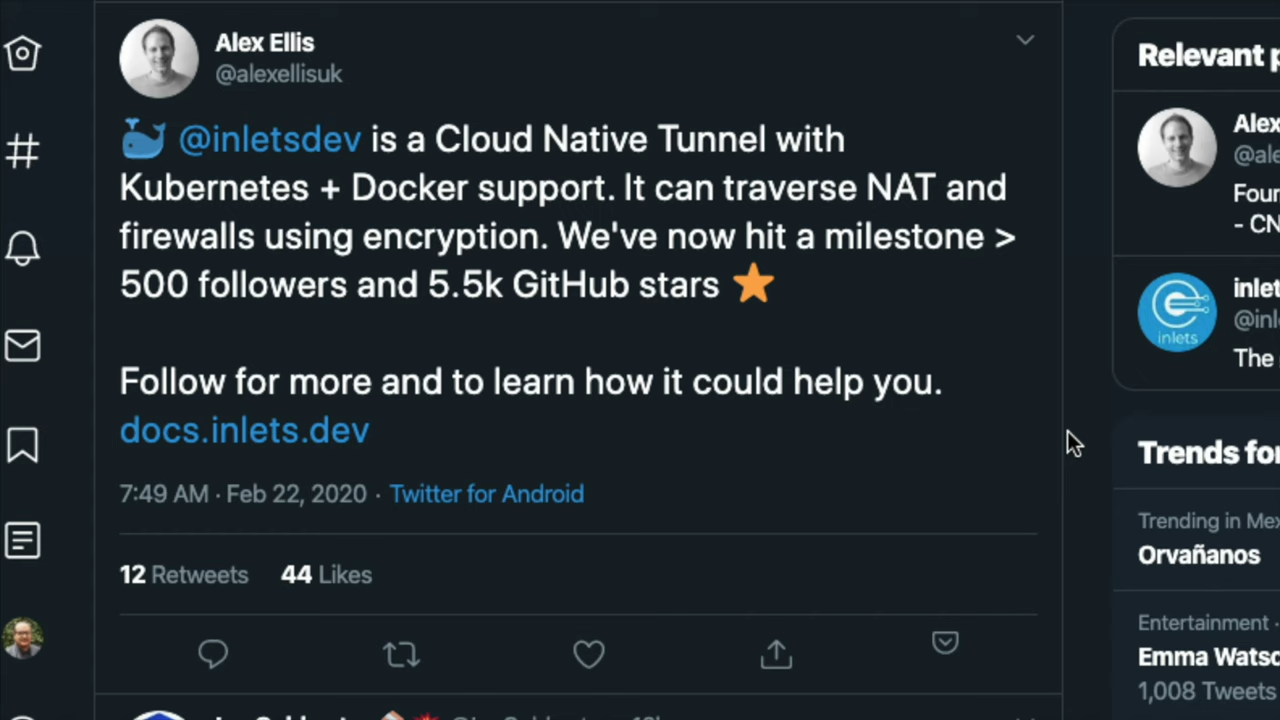 Alex Ellis
@alexellisuk
@inletsdev is a Cloud Native Tunnel with
Kubernetes + Docker support. It can traverse NAT and
firewalls using encryption. We've now hit a milestone >
500 followers and 5.5k GitHub stars
Follow for more and to learn how it could help you.
docs.inlets.dev
7:49 AM · Feb 22, 2020 · Twitter for Android
12 Retweets 44 Likes
Relevant
Alex
inlets
The
Trends
Trending in
Orvañanos
Entertainment ·
Emma
1,008 Tweets